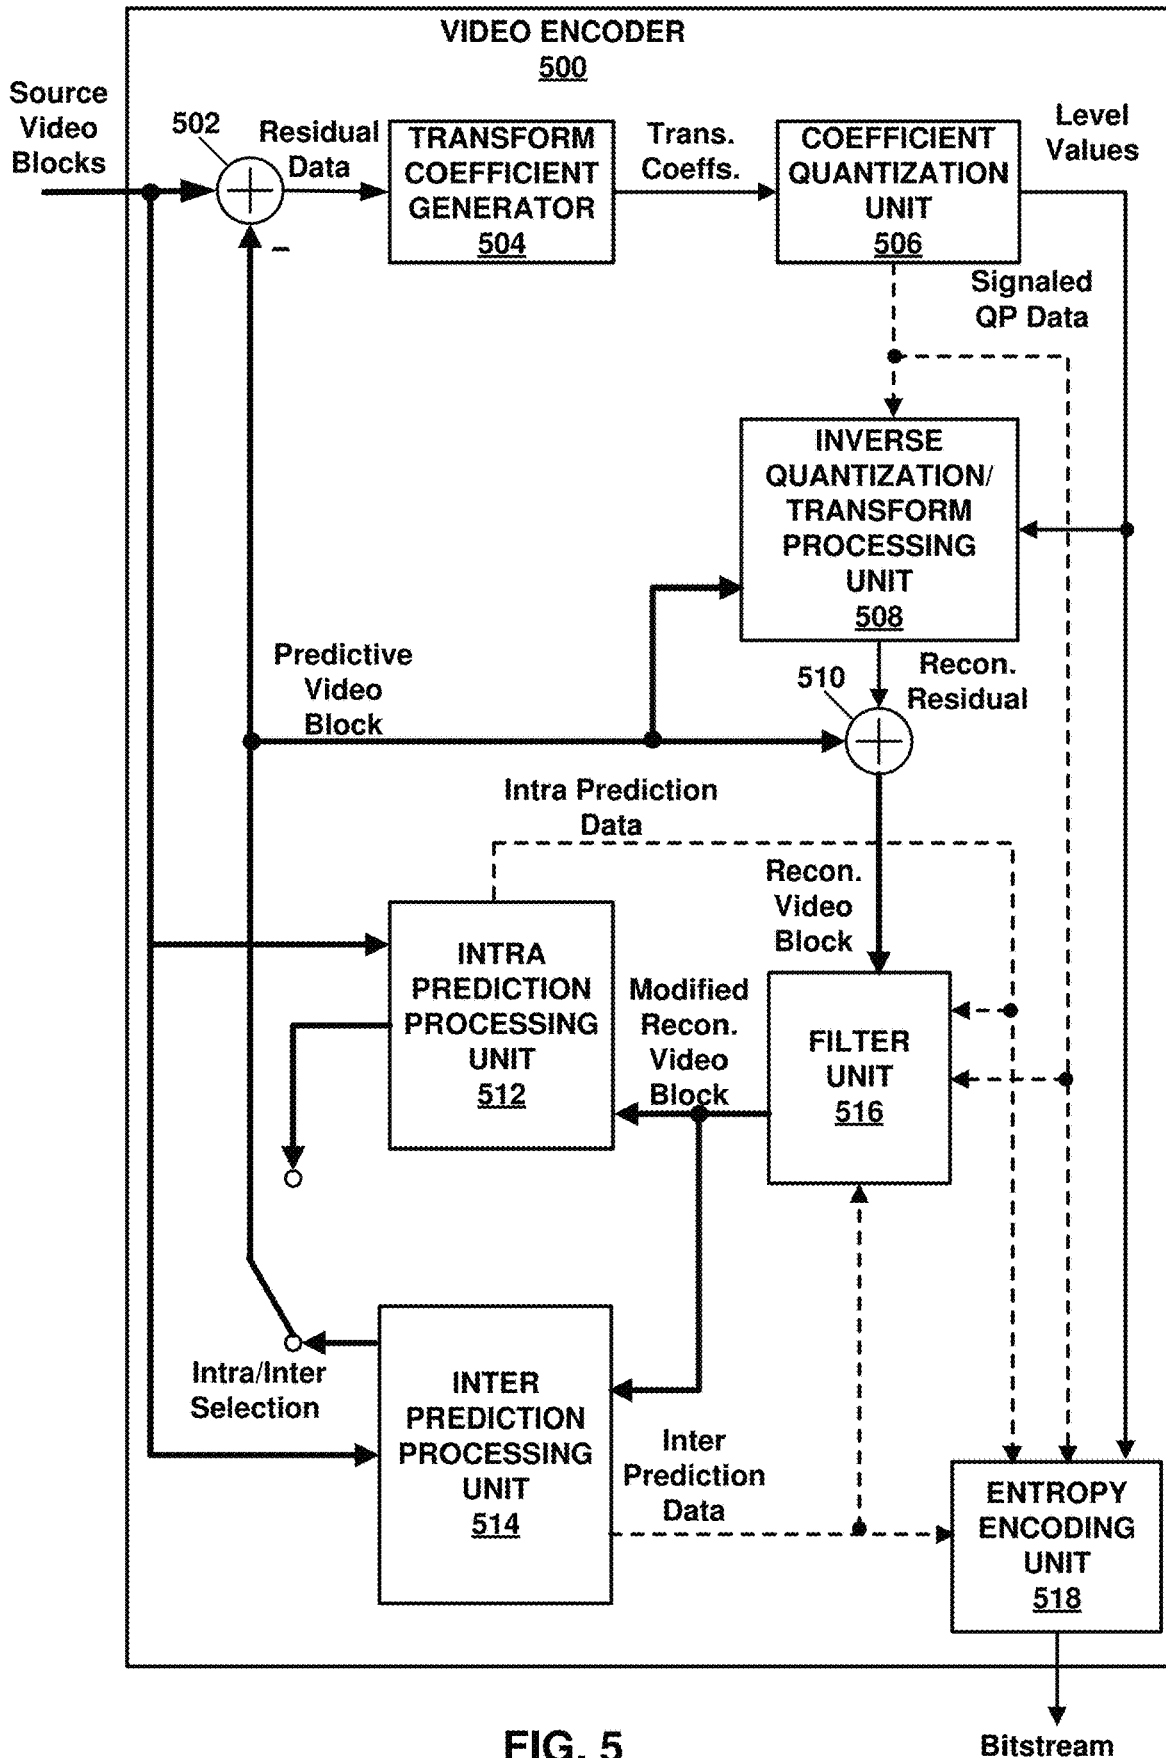 VIDEO ENCODER
500
Source
Video
Blocks
502
Residual
Data
TRANSFORM
COEFFICIENT
GENERATOR
504
Trans.
Coeffs.
COEFFICIENT
QUANTIZATION
UNIT
506
Level
Values
–
Signaled
QP Data
INVERSE
QUANTIZATION/
TRANSFORM
PROCESSING
UNIT
508
Predictive
Video
Block
510
Recon.
Residual
Intra Prediction
Data
Recon.
Video
Block
INTRA
PREDICTION
PROCESSING
UNIT
512
Modified
Recon.
Video
Block
FILTER
UNIT
516
Intra/Inter
Selection
INTER
PREDICTION
PROCESSING
UNIT
514
Inter
Prediction
Data
ENTROPY
ENCODING
UNIT
518
FIG. 5
Bitstream